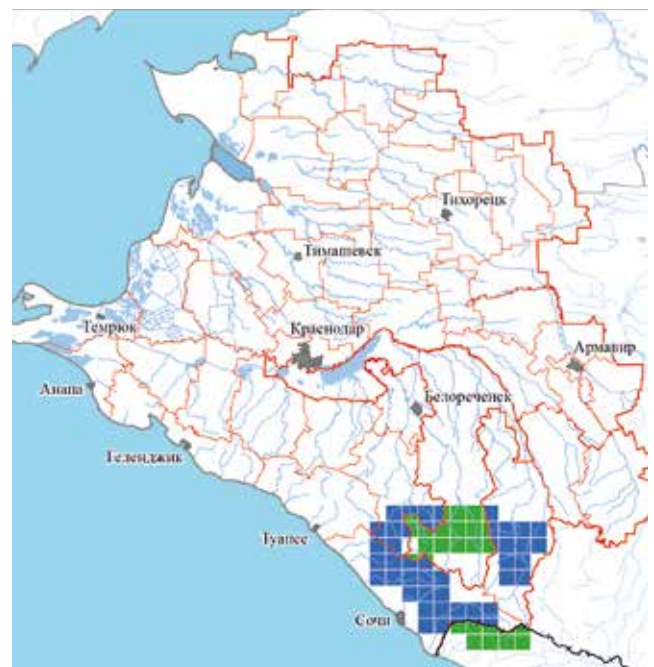 Тихорецк
Тимашевск
Темрюк
Краснодар
Армавир
Анапа
Белореченск
Геленджик
Туапсе
Сочи